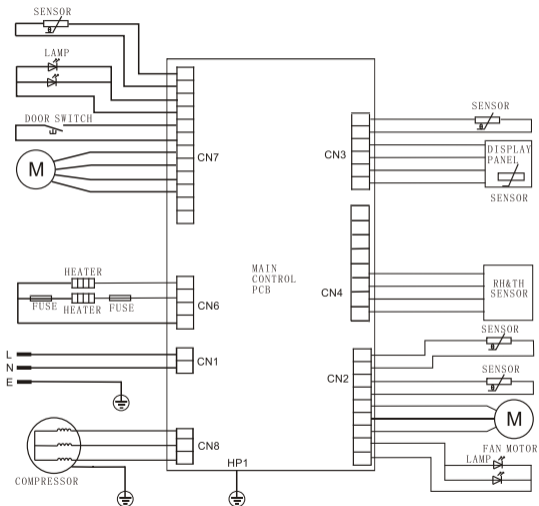 SENSOR
LAMP
DOOR SWITCH
M
CN7
HEATER
FUSE
HEATER
FUSE
CN6
L
N
E
CN1
CN8
COMPRESSOR
HP1
MAIN
CONTROL
PCB
SENSOR
CN3
DISPLAY
PANEL
SENSOR
CN4
RH&TH
SENSOR
SENSOR
CN2
SENSOR
M
FAN MOTOR
LAMP